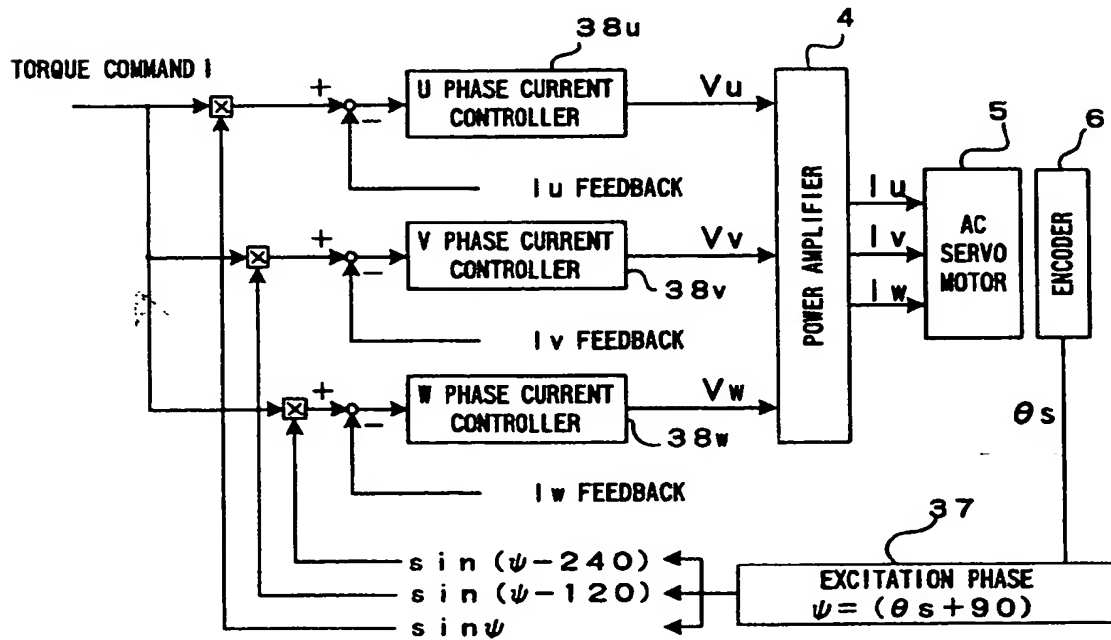 38u
4
TORQUE COMMAND I
+
−
U PHASE CURRENT
CONTROLLER
Vu
5
6
Iu FEEDBACK
POWER AMPLIFIER
Iu
Iv
Iw
AC
SERVO
MOTOR
ENCODER
+
−
V PHASE CURRENT
CONTROLLER
Vv
38v
Iv FEEDBACK
+
−
W PHASE CURRENT
CONTROLLER
Vw
38w
θs
Iw FEEDBACK
37
sin (ψ−240)
sin (ψ−120)
sinψ
EXCITATION PHASE
ψ= (θs+90)